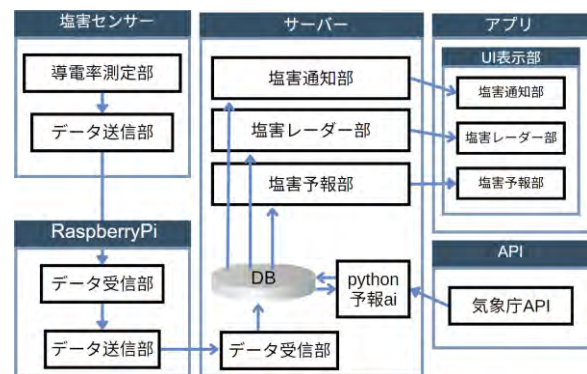 塩害センサー
導電率測定部
データ送信部
RaspberryPi
データ受信部
データ送信部
サーバー
塩害通知部
塩害レーダー部
塩害予報部
DB
python
予報ai
データ受信部
アプリ
UI表示部
塩害通知部
塩害レーダー部
塩害予報部
API
気象庁API